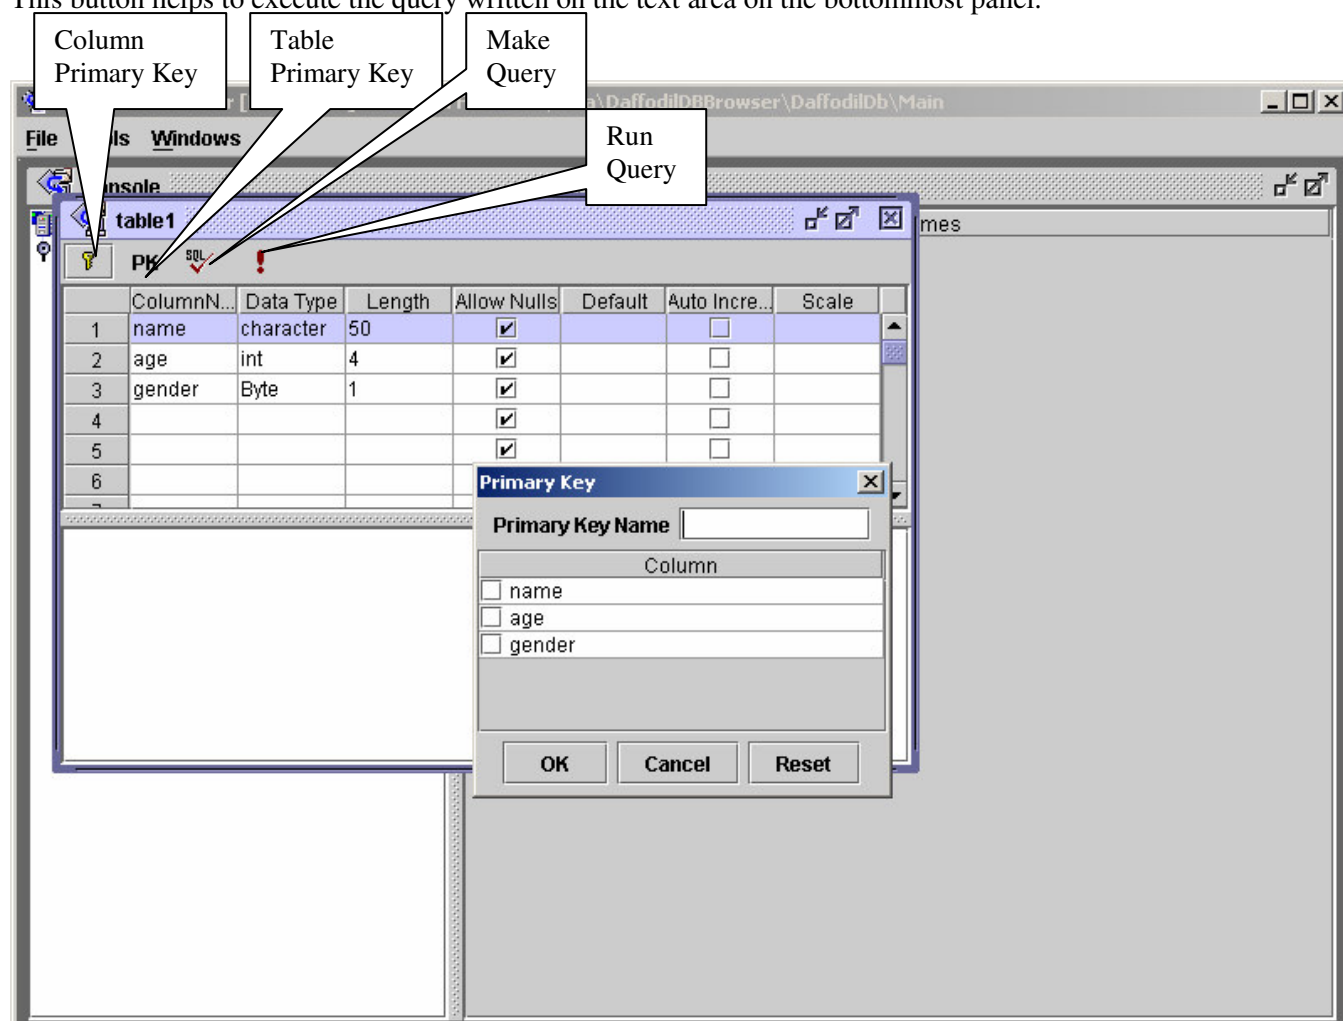 This button helps to execute the query written on the text area on the bottommost panel.
Column
Primary Key
Table
Primary Key
Make
Query
Run
Query
\DaffodilDBBrowser\DaffodilDb\Main
File
Windows
table1
mes
PK
SQL
ColumnN... Data Type Length Allow Nulls Default Auto Incre... Scale
1 name character 50
2 age int 4
3 gender Byte 1
4
5
6
Primary Key
Primary Key Name
Column
name
age
gender
OK Cancel Reset